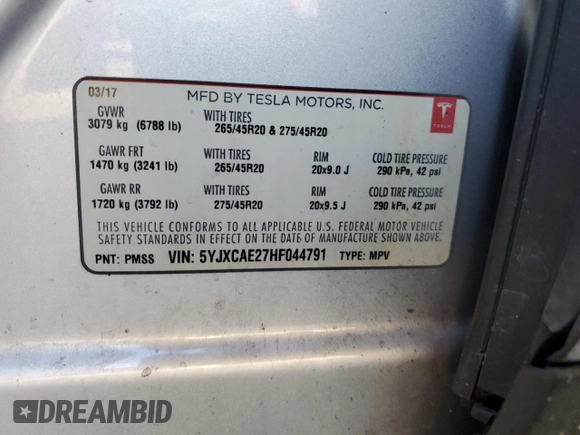 03/17
MFD BY TESLA MOTORS, INC.
TESLA
GVWR
3079 kg (6788 lb)
WITH TIRES
265/45R20 & 275/45R20
GAWR FRT
1470 kg (3241 lb)
WITH TIRES
265/45R20
RIM
20x9.0 J
COLD TIRE PRESSURE
290 kPa, 42 psi
GAWR RR
1720 kg (3792 lb)
WITH TIRES
275/45R20
RIM
20x9.5 J
COLD TIRE PRESSURE
290 kPa, 42 psi
THIS VEHICLE CONFORMS TO ALL APPLICABLE U.S. FEDERAL MOTOR VEHICLE
SAFETY STANDARDS IN EFFECT ON THE DATE OF MANUFACTURE SHOWN ABOVE.
PNT: PMSS VIN: 5YJXCAE27HF044791 TYPE: MPV
DREAMBID